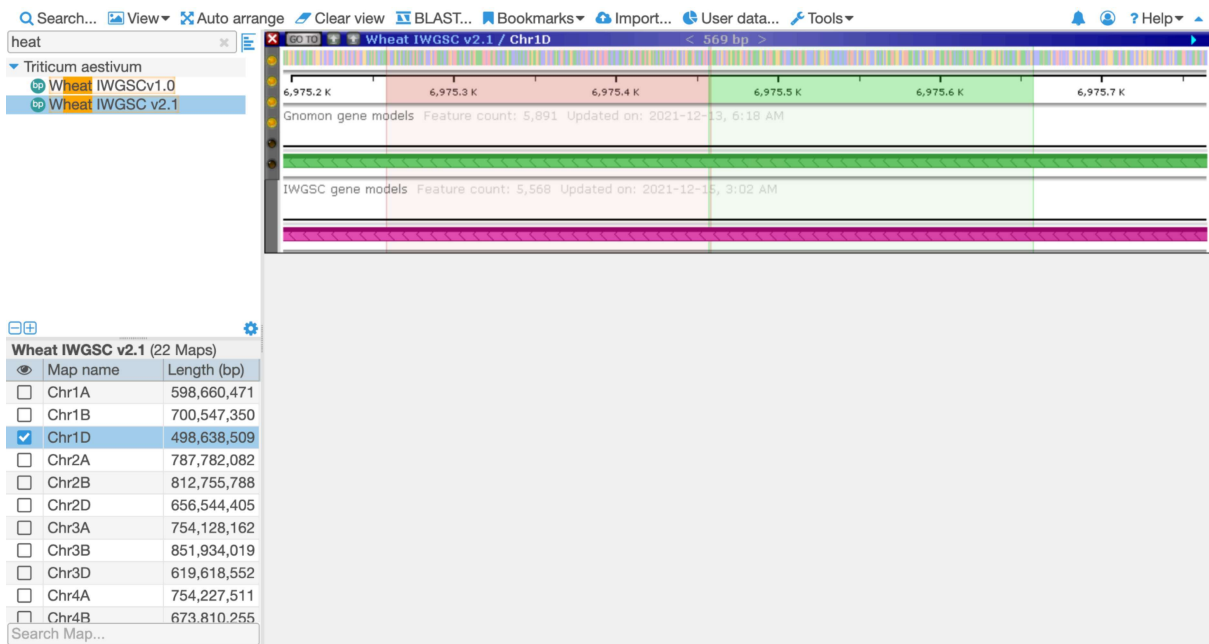 Search... View Auto arrange Clear view BLAST... Bookmarks Import... User data... Tools ? Help
heat
GO TO Wheat IWGSC v2.1 / Chr1D < 569 bp >
Triticum aestivum
bp Wheat IWGSCv1.0
bp Wheat IWGSC v2.1
6,975.2 K 6,975.3 K 6,975.4 K 6,975.5 K 6,975.6 K 6,975.7 K
Gnomon gene models Feature count: 5,891 Updated on: 2021-12-13, 6:18 AM
IWGSC gene models Feature count: 5,568 Updated on: 2021-12-15, 3:02 AM
Wheat IWGSC v2.1 (22 Maps)
Map name Length (bp)
Chr1A 598,660,471
Chr1B 700,547,350
Chr1D 498,638,509
Chr2A 787,782,082
Chr2B 812,755,788
Chr2D 656,544,405
Chr3A 754,128,162
Chr3B 851,934,019
Chr3D 619,618,552
Chr4A 754,227,511
Chr4B 673,810,255
Search Map...